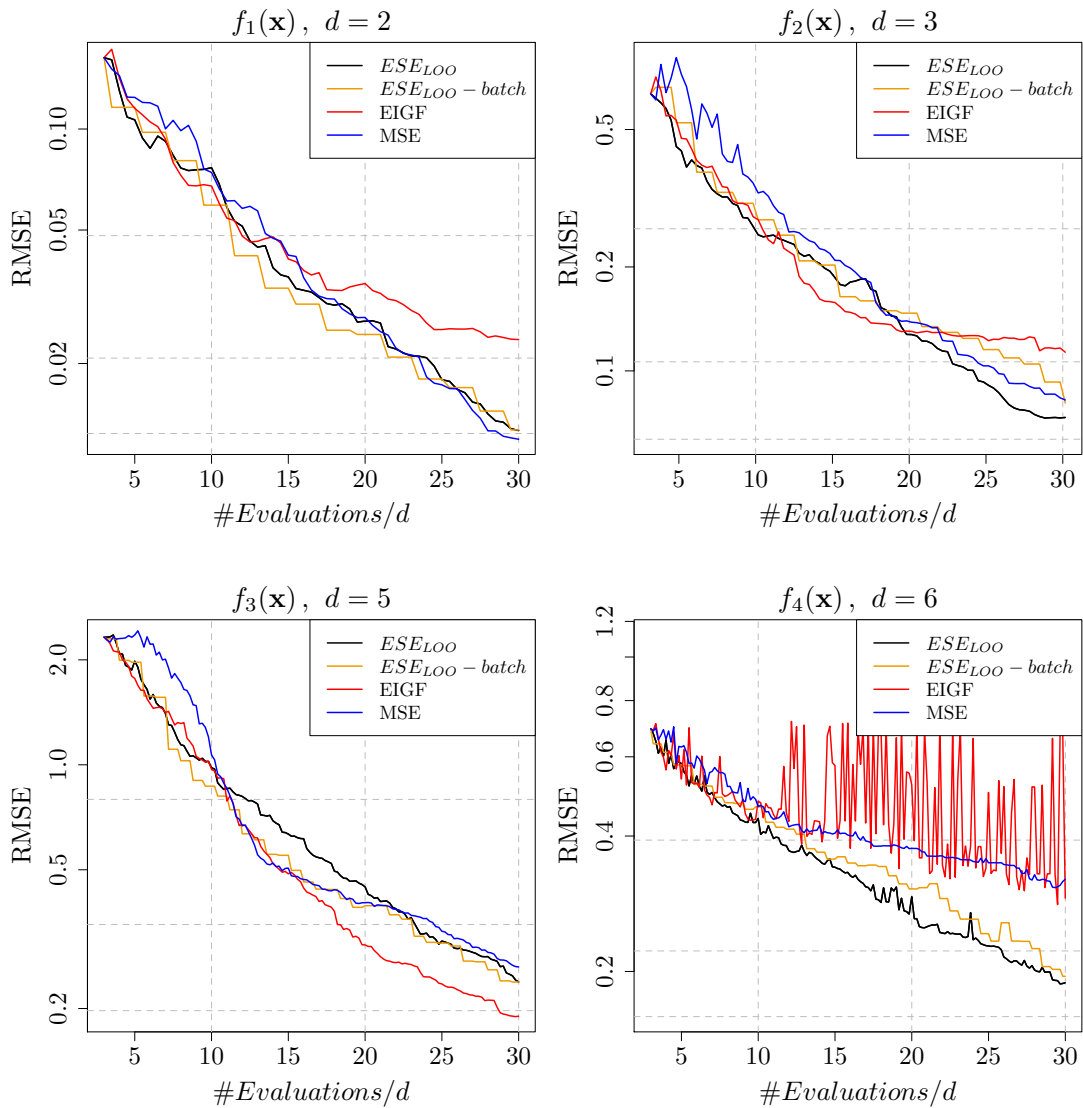 f₁(x) , d = 2
ESE_LOO
ESE_LOO − batch
EIGF
MSE
RMSE
0.10
0.05
0.02
5 10 15 20 25 30
#Evaluations/d
f₂(x) , d = 3
ESE_LOO
ESE_LOO − batch
EIGF
MSE
RMSE
0.5
0.2
0.1
5 10 15 20 25 30
#Evaluations/d
f₃(x) , d = 5
ESE_LOO
ESE_LOO − batch
EIGF
MSE
RMSE
2.0
1.0
0.5
0.2
5 10 15 20 25 30
#Evaluations/d
f₄(x) , d = 6
ESE_LOO
ESE_LOO − batch
EIGF
MSE
RMSE
1.2
0.8
0.6
0.4
0.2
5 10 15 20 25 30
#Evaluations/d